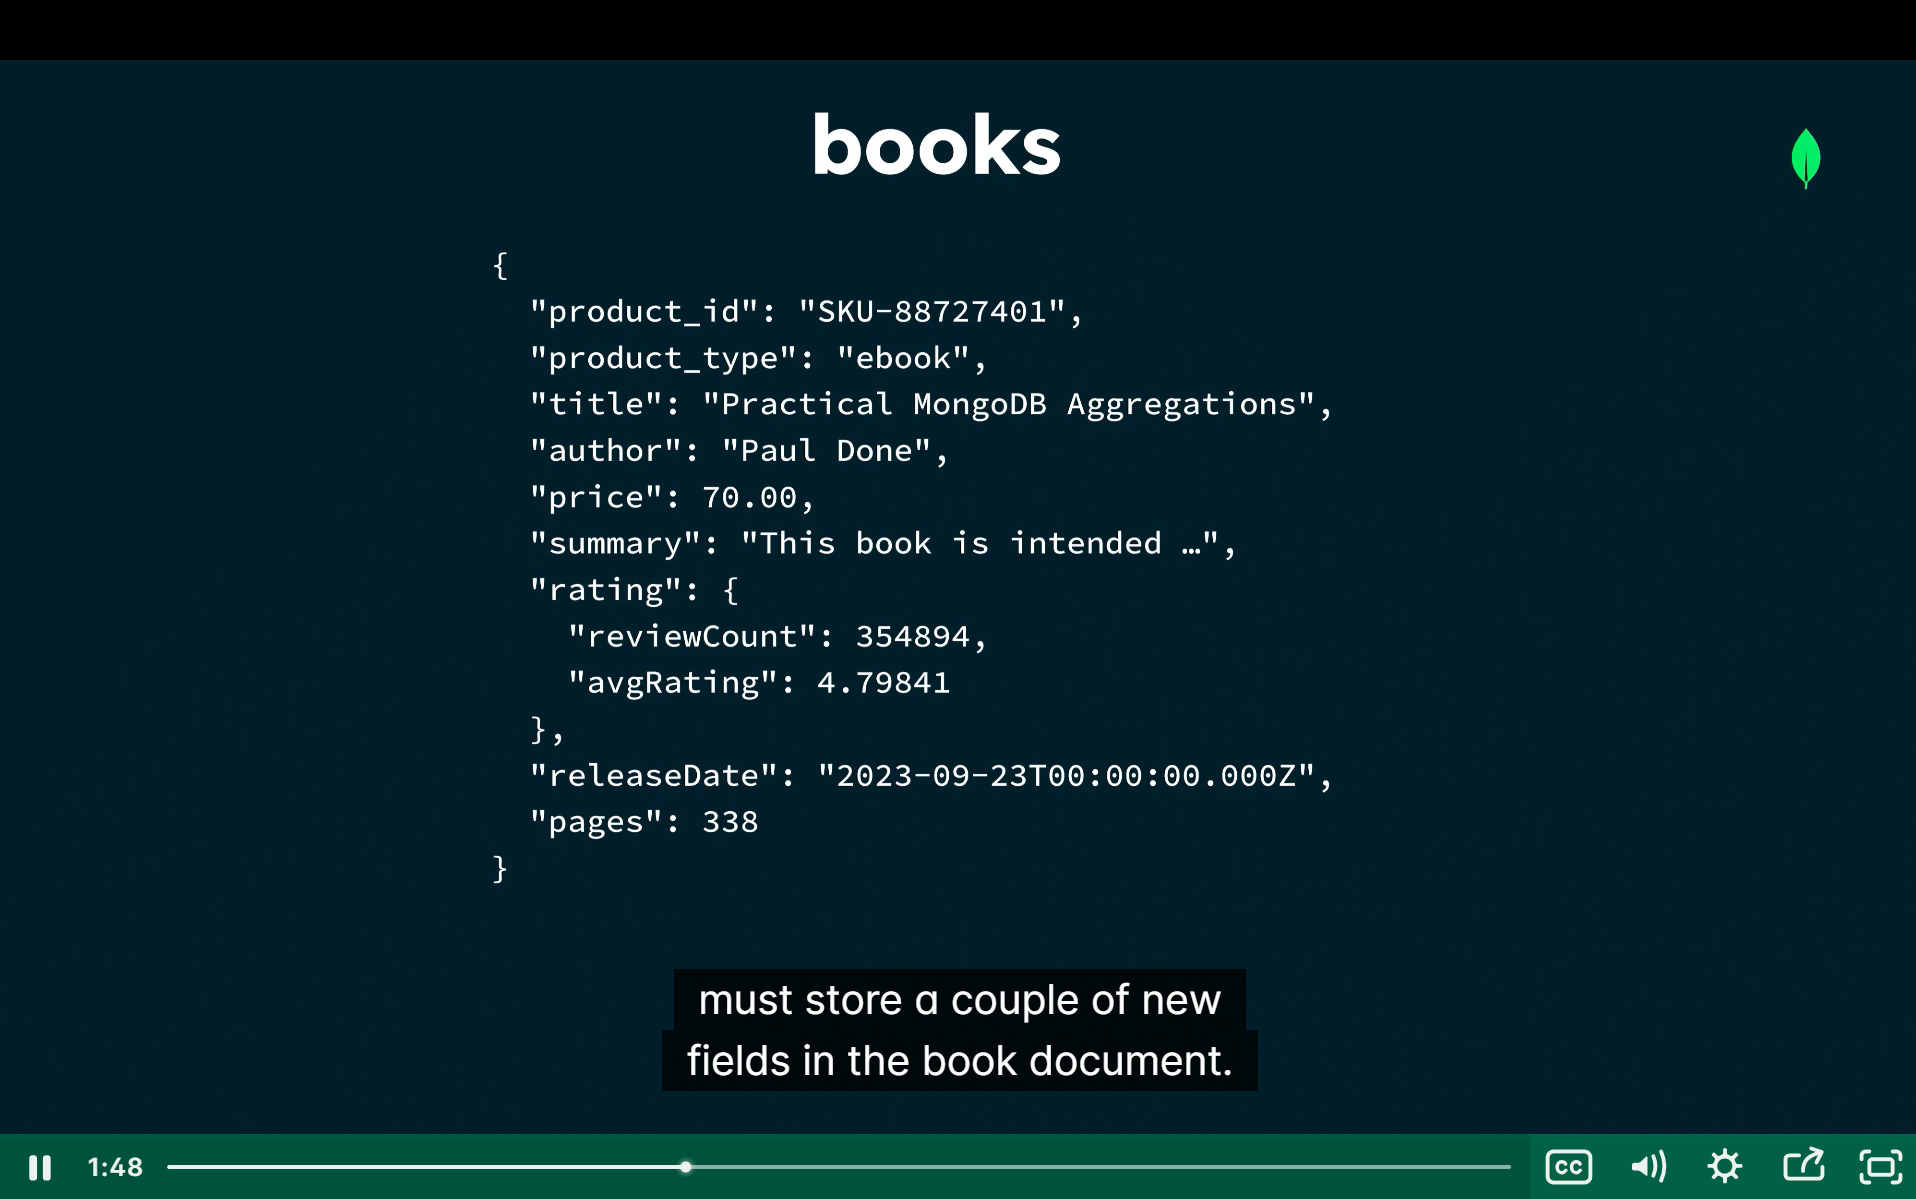 books
{
"product_id": "SKU-88727401",
"product_type": "ebook",
"title": "Practical MongoDB Aggregations",
"author": "Paul Done",
"price": 70.00,
"summary": "This book is intended …",
"rating": {
"reviewCount": 354894,
"avgRating": 4.79841
},
"releaseDate": "2023-09-23T00:00:00.000Z",
"pages": 338
}
must store a couple of new
fields in the book document.
1:48
CC